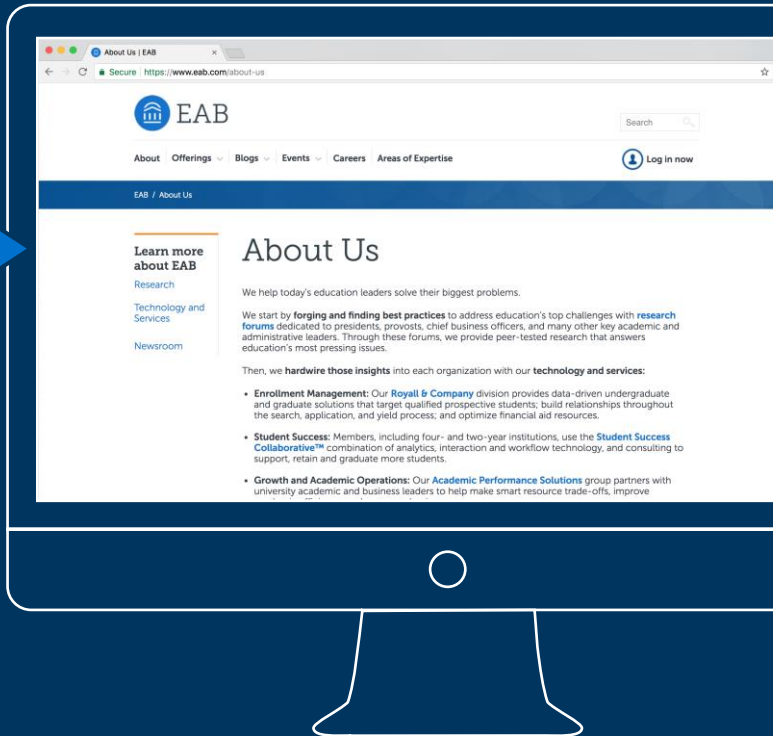 About Us | EAB
Secure https://www.eab.com/about-us
EAB
Search
About Offerings Blogs Events Careers Areas of Expertise
Log in now
EAB / About Us
Learn more
about EAB
Research
Technology and
Services
Newsroom
About Us
We help today's education leaders solve their biggest problems.
We start by forging and finding best practices to address education's top challenges with research
forums dedicated to presidents, provosts, chief business officers, and many other key academic and
administrative leaders. Through these forums, we provide peer-tested research that answers
education's most pressing issues.
Then, we hardwire those insights into each organization with our technology and services:
• Enrollment Management: Our Royall & Company division provides data-driven undergraduate
and graduate solutions that target qualified prospective students; build relationships throughout
the search, application, and yield process; and optimize financial aid resources.
• Student Success: Members, including four- and two-year institutions, use the Student Success
Collaborative™ combination of analytics, interaction and workflow technology, and consulting to
support, retain and graduate more students.
• Growth and Academic Operations: Our Academic Performance Solutions group partners with
university academic and business leaders to help make smart resource trade-offs, improve